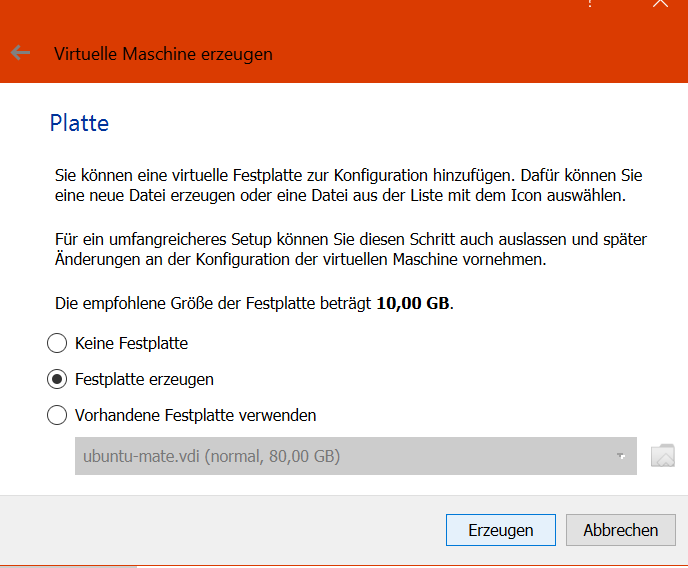 Virtuelle Maschine erzeugen
Platte
Sie können eine virtuelle Festplatte zur Konfiguration hinzufügen. Dafür können Sie
eine neue Datei erzeugen oder eine Datei aus der Liste mit dem Icon auswählen.
Für ein umfangreicheres Setup können Sie diesen Schritt auch auslassen und später
Änderungen an der Konfiguration der virtuellen Maschine vornehmen.
Die empfohlene Größe der Festplatte beträgt 10,00 GB.
Keine Festplatte
Festplatte erzeugen
Vorhandene Festplatte verwenden
ubuntu-mate.vdi (normal, 80,00 GB)
Erzeugen
Abbrechen